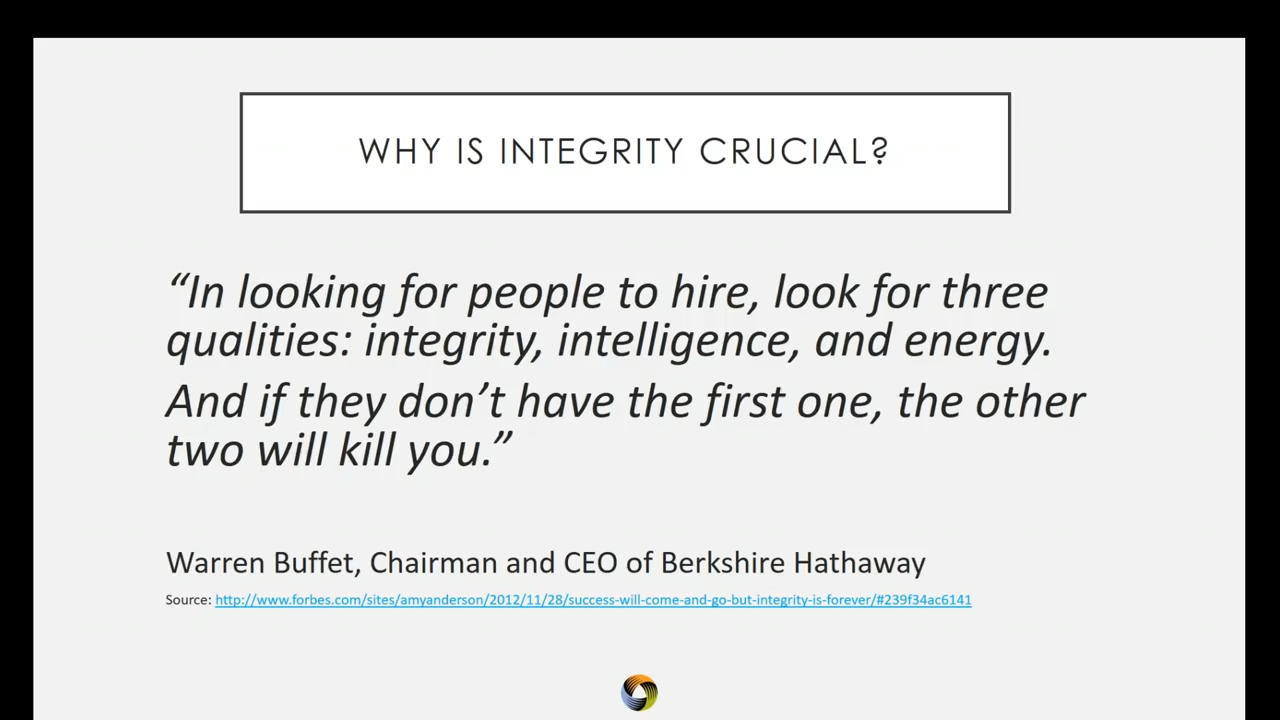 WHY IS INTEGRITY CRUCIAL?
“In looking for people to hire, look for three
qualities: integrity, intelligence, and energy.
And if they don’t have the first one, the other
two will kill you.”
Warren Buffet, Chairman and CEO of Berkshire Hathaway
Source: http://www.forbes.com/sites/amyanderson/2012/11/28/success-will-come-and-go-but-integrity-is-forever/#239f34ac6141